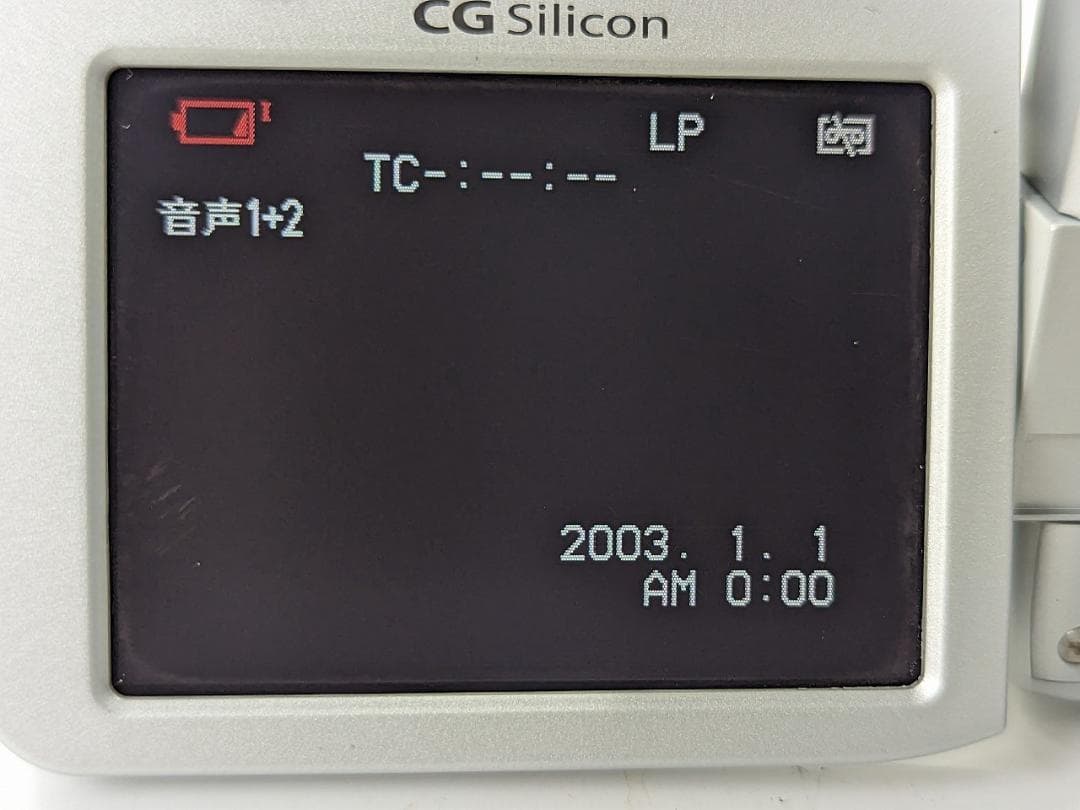 CG Silicon
LP
TC-:--:--
音声1+2
2003. 1. 1
AM 0:00